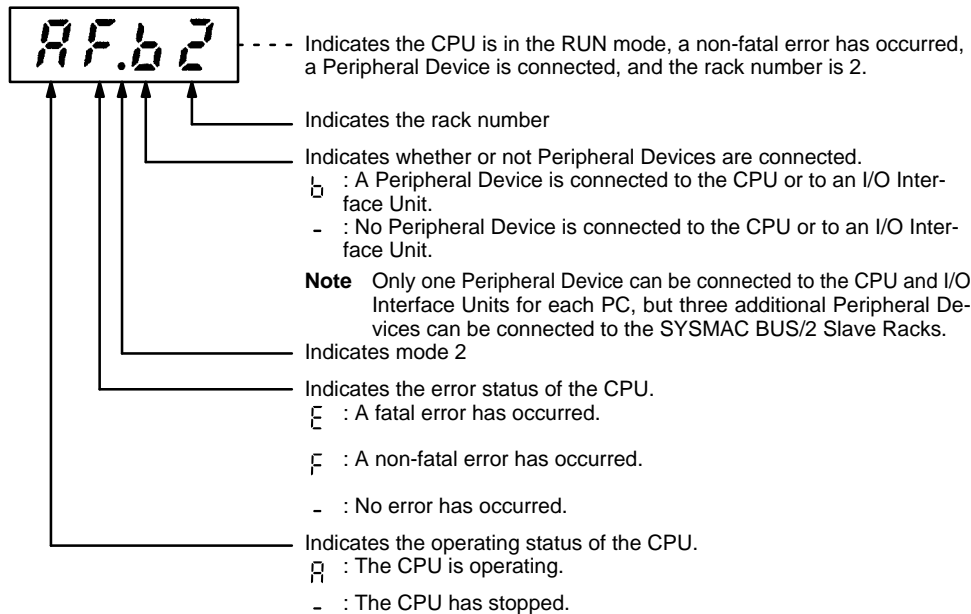 AF.b2
Indicates the CPU is in the RUN mode, a non-fatal error has occurred,
a Peripheral Device is connected, and the rack number is 2.
Indicates the rack number
Indicates whether or not Peripheral Devices are connected.
b : A Peripheral Device is connected to the CPU or to an I/O Inter-
face Unit.
- : No Peripheral Device is connected to the CPU or to an I/O Inter-
face Unit.
Note Only one Peripheral Device can be connected to the CPU and I/O
Interface Units for each PC, but three additional Peripheral De-
vices can be connected to the SYSMAC BUS/2 Slave Racks.
Indicates mode 2
Indicates the error status of the CPU.
E : A fatal error has occurred.
F : A non-fatal error has occurred.
- : No error has occurred.
Indicates the operating status of the CPU.
A : The CPU is operating.
- : The CPU has stopped.